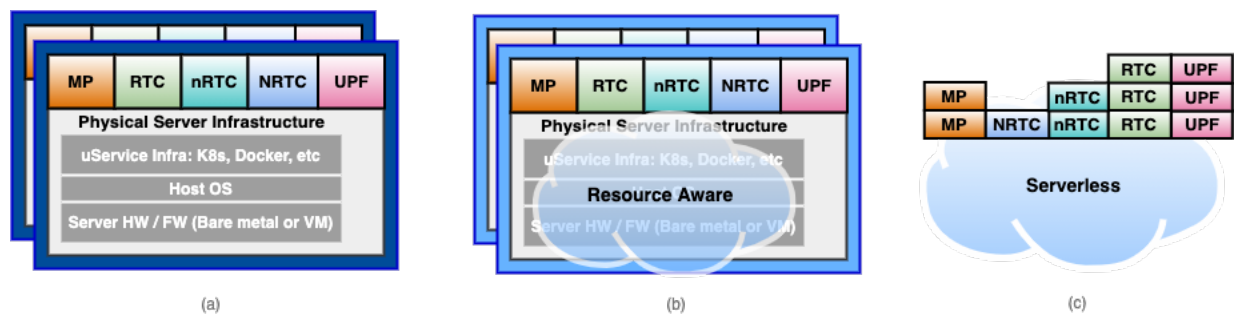 MP RTC nRTC NRTC UPF
Physical Server Infrastructure
uService Infra: K8s, Docker, etc
Host OS
Server HW / FW (Bare metal or VM)
(a)
MP RTC nRTC NRTC UPF
Physical Server Infrastructure
uService Infra: K8s, Docker, etc
Host OS
Resource Aware
Server HW / FW (Bare metal or VM)
(b)
RTC UPF
MP nRTC RTC UPF
MP NRTC nRTC RTC UPF
Serverless
(c)